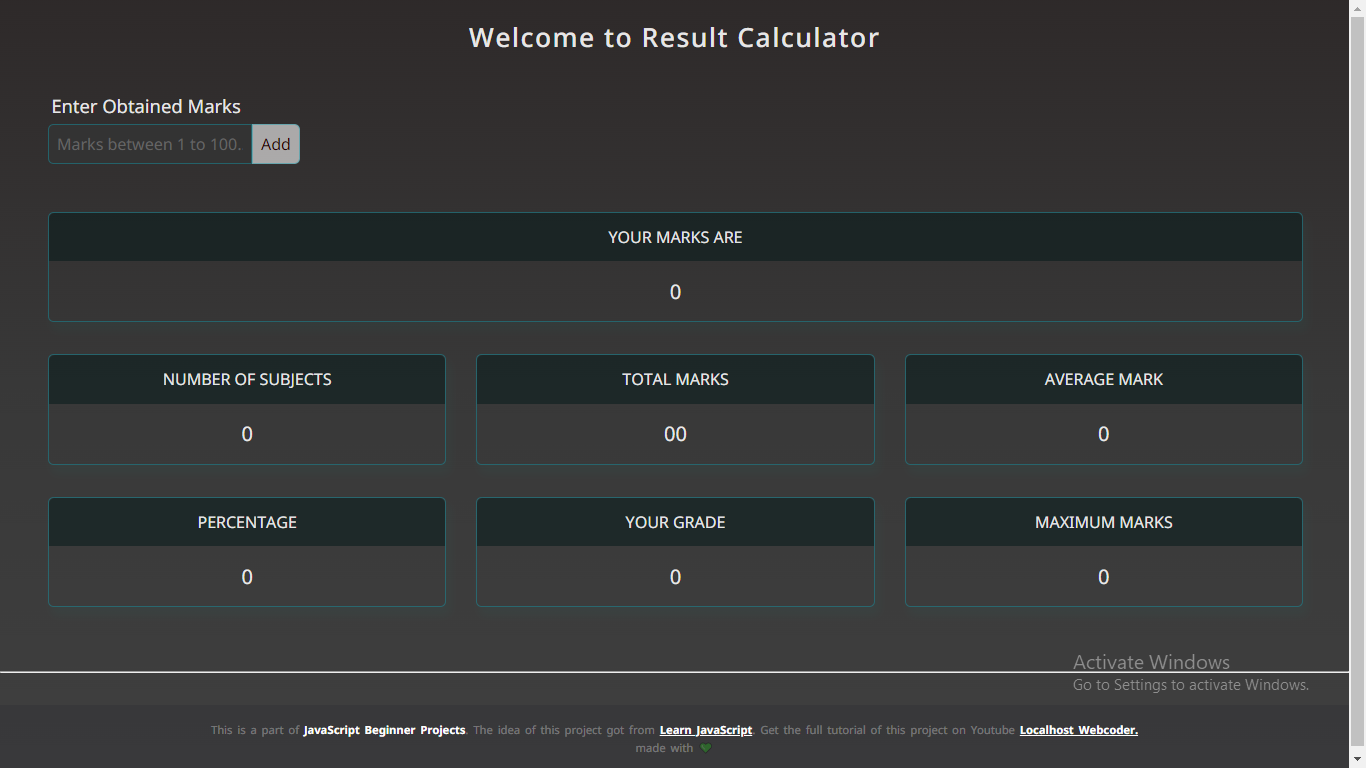 Welcome to Result Calculator
Enter Obtained Marks
Marks between 1 to 100. Add
YOUR MARKS ARE
0
NUMBER OF SUBJECTS
0
TOTAL MARKS
00
AVERAGE MARK
0
PERCENTAGE
0
YOUR GRADE
0
MAXIMUM MARKS
0
Activate Windows
Go to Settings to activate Windows.
This is a part of JavaScript Beginner Projects. The idea of this project got from Learn JavaScript. Get the full tutorial of this project on Youtube Localhost Webcoder.
made with 💚